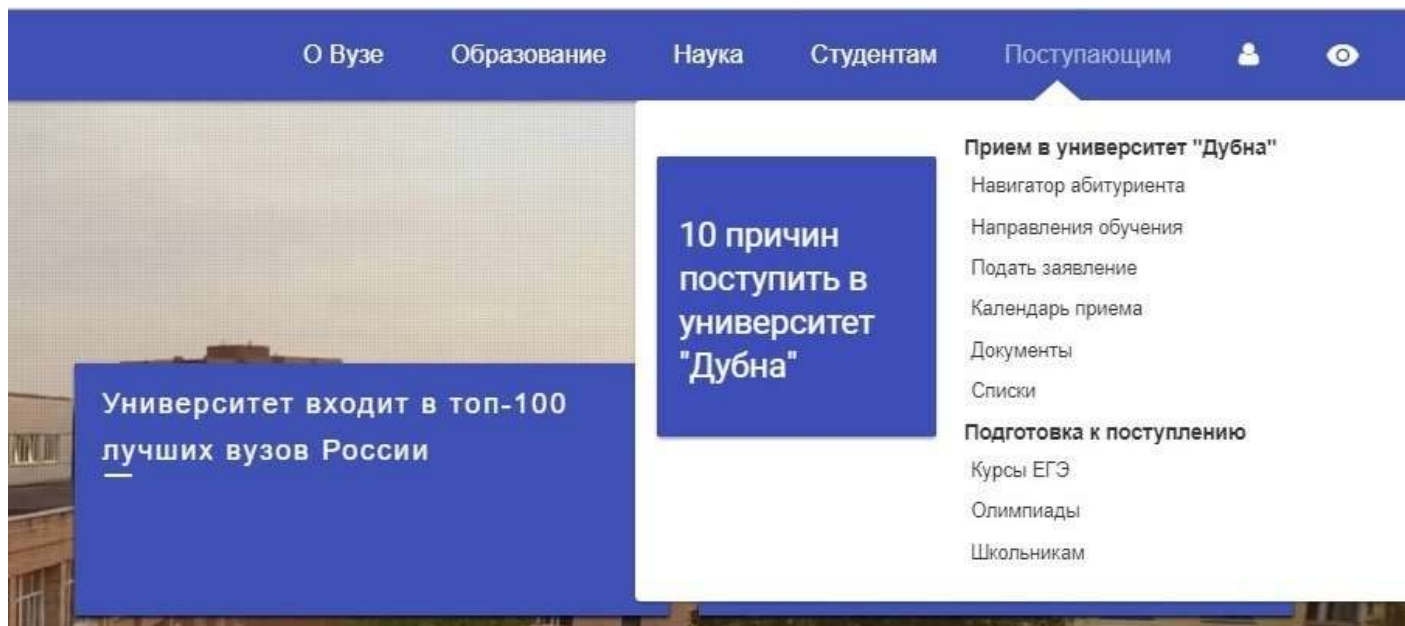 О Вузе Образование Наука Студентам Поступающим
Университет входит в топ-100
лучших вузов России
10 причин
поступить в
университет
"Дубна"
Прием в университет "Дубна"
Навигатор абитуриента
Направления обучения
Подать заявление
Календарь приема
Документы
Списки
Подготовка к поступлению
Курсы ЕГЭ
Олимпиады
Школьникам